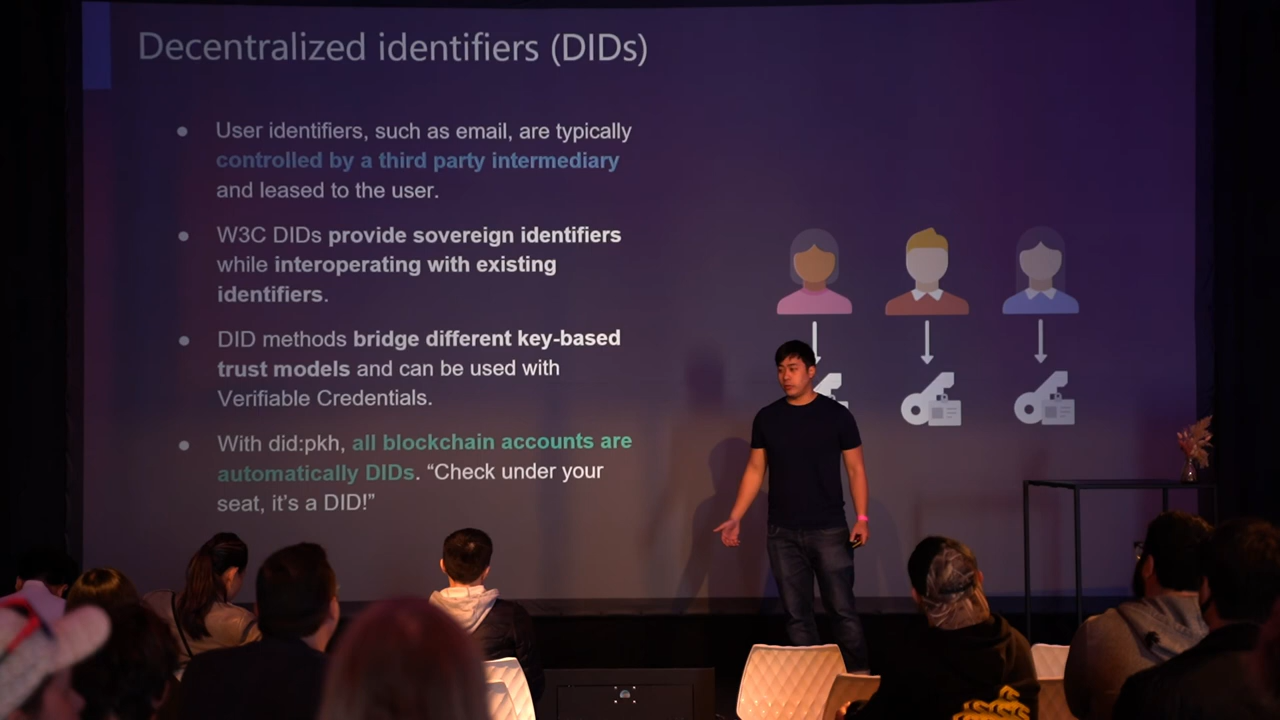 Decentralized identifiers (DIDs)
User identifiers, such as email, are typically
controlled by a third party intermediary
and leased to the user.
W3C DIDs provide sovereign identifiers
while interoperating with existing
identifiers.
DID methods bridge different key-based
trust models and can be used with
Verifiable Credentials.
With did:pkh, all blockchain accounts are
automatically DIDs. “Check under your
seat, it’s a DID!”